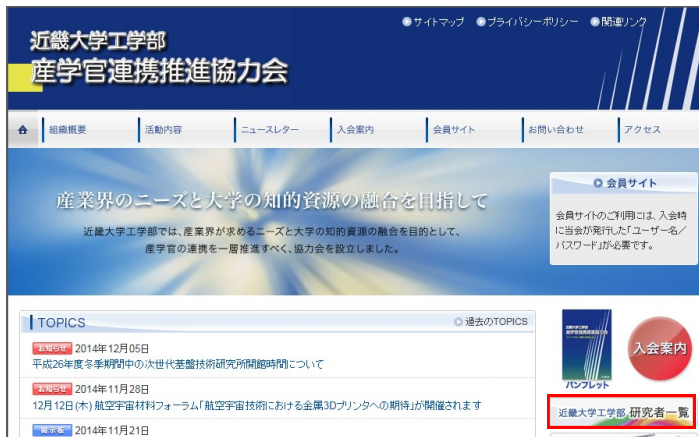 サイトマップ プライバシーポリシー 関連リンク
近畿大学工学部
産学官連携推進協力会
組織概要 活動内容 ニュースレター 入会案内 会員サイト お問い合わせ アクセス
産業界のニーズと大学の知的資源の融合を目指して
近畿大学工学部では、産業界が求めるニーズと大学の知的資源の融合を目的として、
産学官の連携を一層推進すべく、協力会を設立しました。
会員サイト
会員サイトのご利用には、入会時
に当会が発行した「ユーザー名／
パスワード」が必要です。
TOPICS 過去のTOPICS
お知らせ 2014年12月05日
平成26年度冬季期間中の次世代基盤技術研究所開館時間について
お知らせ 2014年11月28日
12月12日(木) 航空宇宙材料フォーラム「航空宇宙技術における金属3Dプリンタへの期待」が開催されます
掲示板 2014年11月21日
産学官連携推進協力会
パンフレット
入会案内
近畿大学工学部 研究者一覧